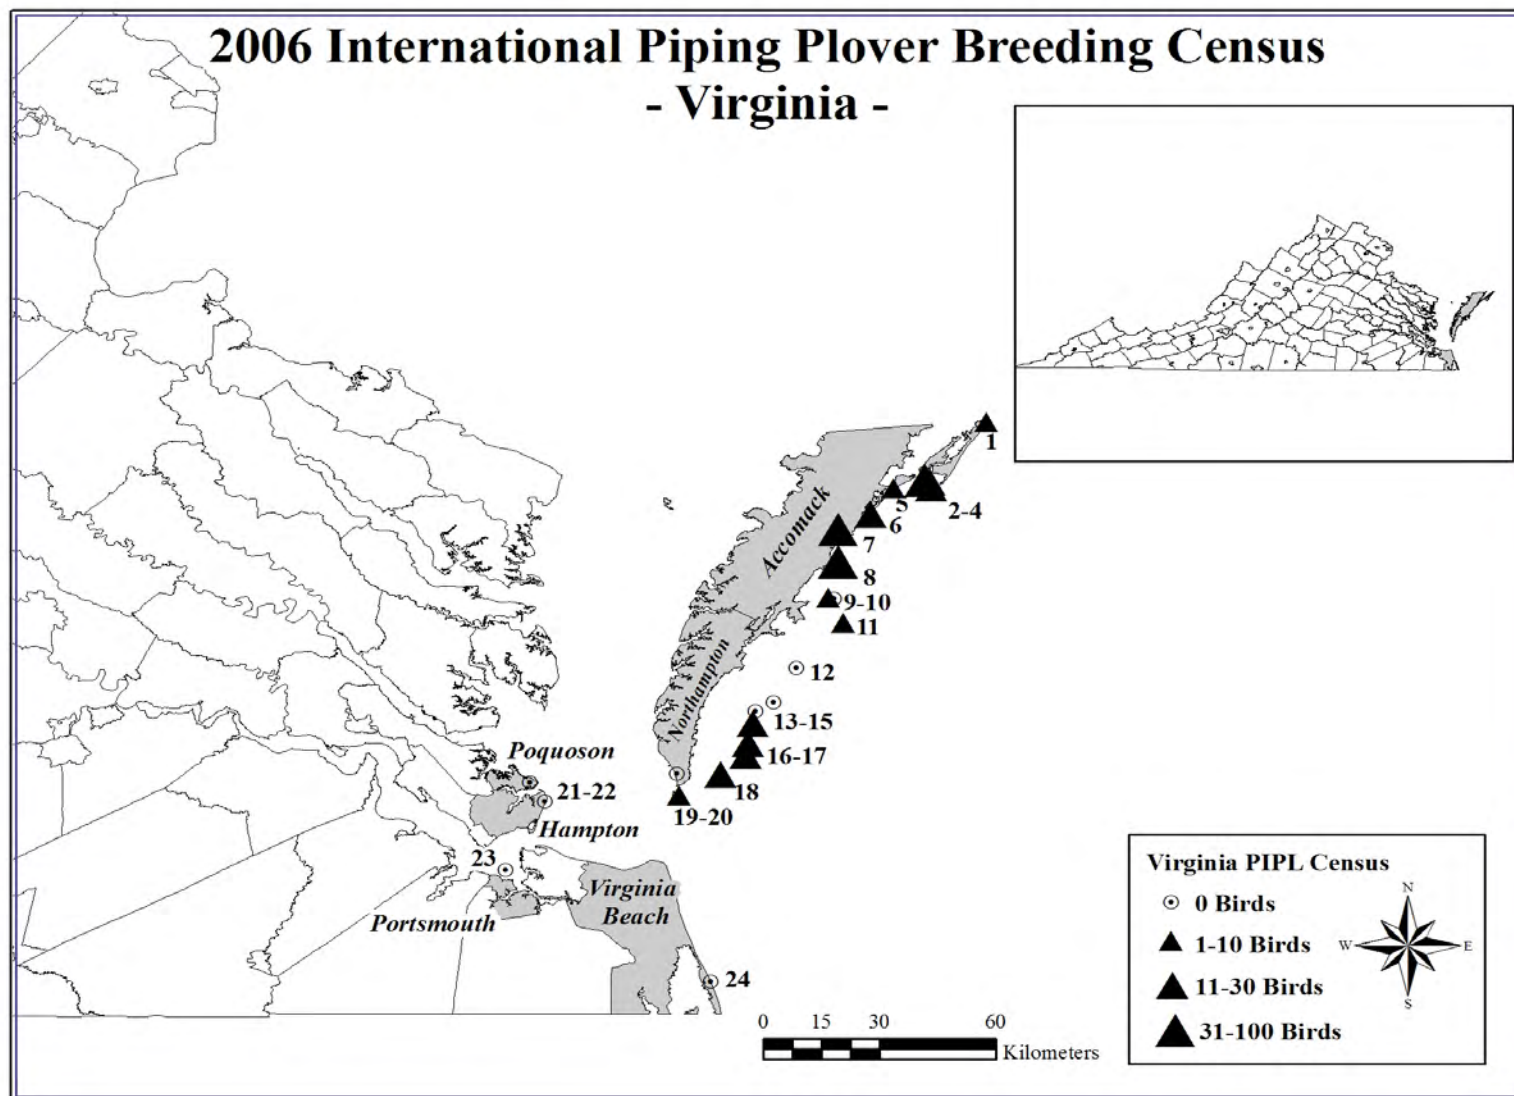 2006 International Piping Plover Breeding Census
- Virginia -
1
2-4
5
6
7
8
9-10
11
12
13-15
16-17
18
19-20
21-22
23
24
Accomack
Northampton
Poquoson
Hampton
Portsmouth
Virginia
Beach
0 15 30 60
Kilometers
Virginia PIPL Census
0 Birds
1-10 Birds
11-30 Birds
31-100 Birds
N
W E
S